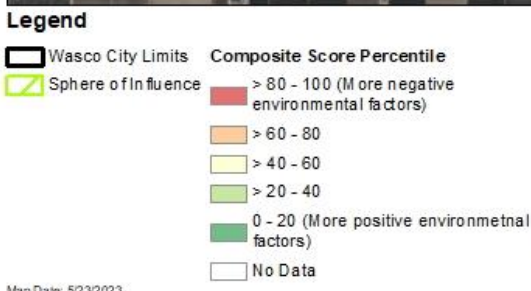 Legend
Wasco City Limits
Sphere of Influence
Composite Score Percentile
> 80 - 100 (More negative
environmental factors)
> 60 - 80
> 40 - 60
> 20 - 40
0 - 20 (More positive environmetnal
factors)
No Data
Map Date: 5/23/2023